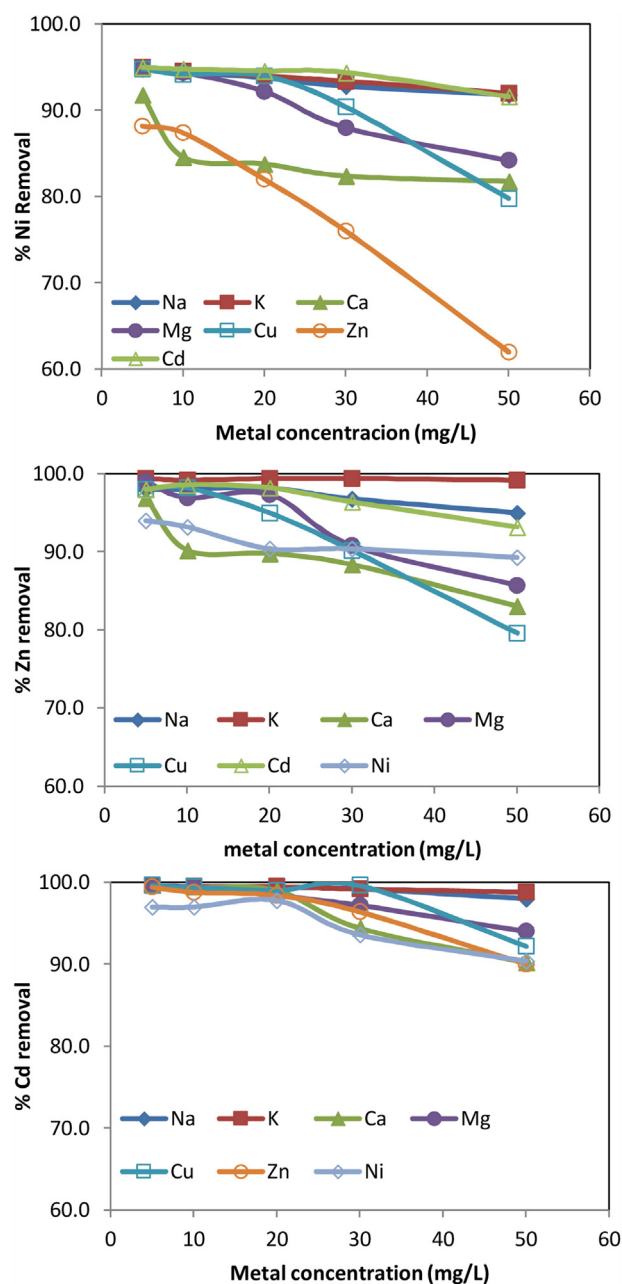 100.0
90.0
80.0
70.0
60.0
% Ni Removal
Na K Ca
Mg Cu Zn
Cd
0 10 20 30 40 50 60
Metal concentracion (mg/L)
100.0
90.0
80.0
70.0
60.0
% Zn removal
Na K Ca Mg
Cu Cd Ni
0 10 20 30 40 50 60
metal concentration (mg/L)
100.0
90.0
80.0
70.0
60.0
% Cd removal
Na K Ca Mg
Cu Zn Ni
0 10 20 30 40 50 60
Metal concentration (mg/L)